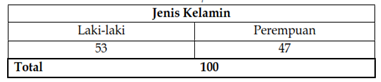 Jenis Kelamin
Laki-laki Perempuan
53 47
Total 100